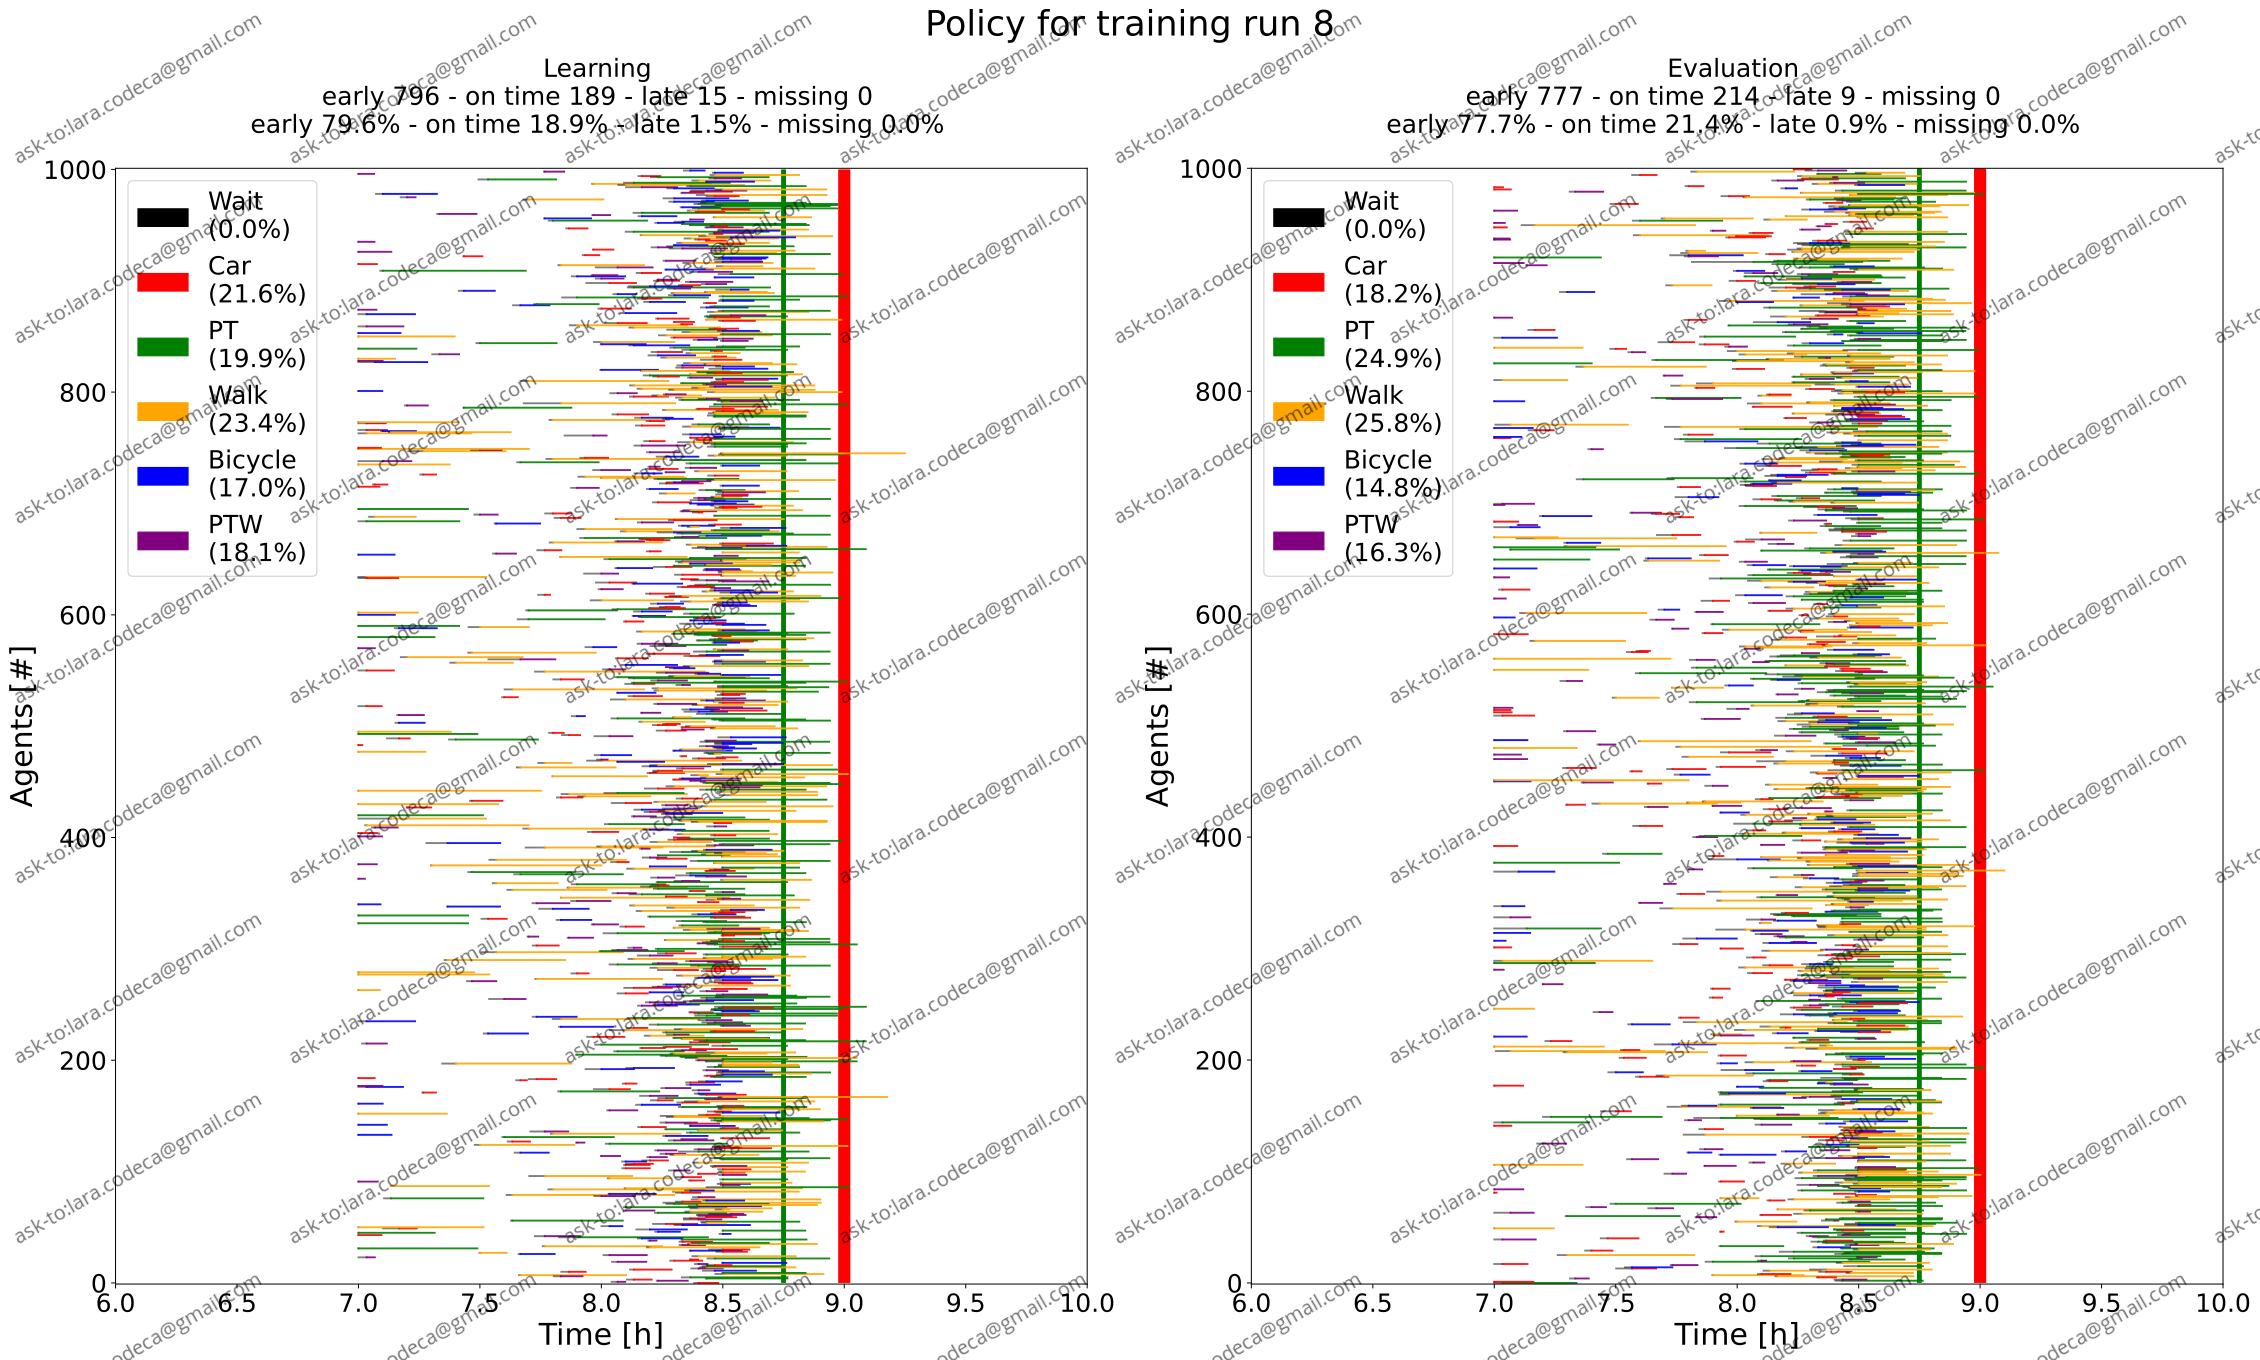 Policy for training run 8
Learning
early 796 - on time 189 - late 15 - missing 0
early 79.6% - on time 18.9% - late 1.5% - missing 0.0%
Wait
(0.0%)
Car
(21.6%)
PT
(19.9%)
Walk
(23.4%)
Bicycle
(17.0%)
PTW
(18.1%)
Agents [#]
1000
800
600
400
200
0
6.0 6.5 7.0 7.5 8.0 8.5 9.0 9.5 10.0
Time [h]
Evaluation
early 777 - on time 214 - late 9 - missing 0
early 77.7% - on time 21.4% - late 0.9% - missing 0.0%
Wait
(0.0%)
Car
(18.2%)
PT
(24.9%)
Walk
(25.8%)
Bicycle
(14.8%)
PTW
(16.3%)
Agents [#]
1000
800
600
400
200
0
6.0 6.5 7.0 7.5 8.0 8.5 9.0 9.5 10.0
Time [h]
ask-to:lara.codeca@gmail.com